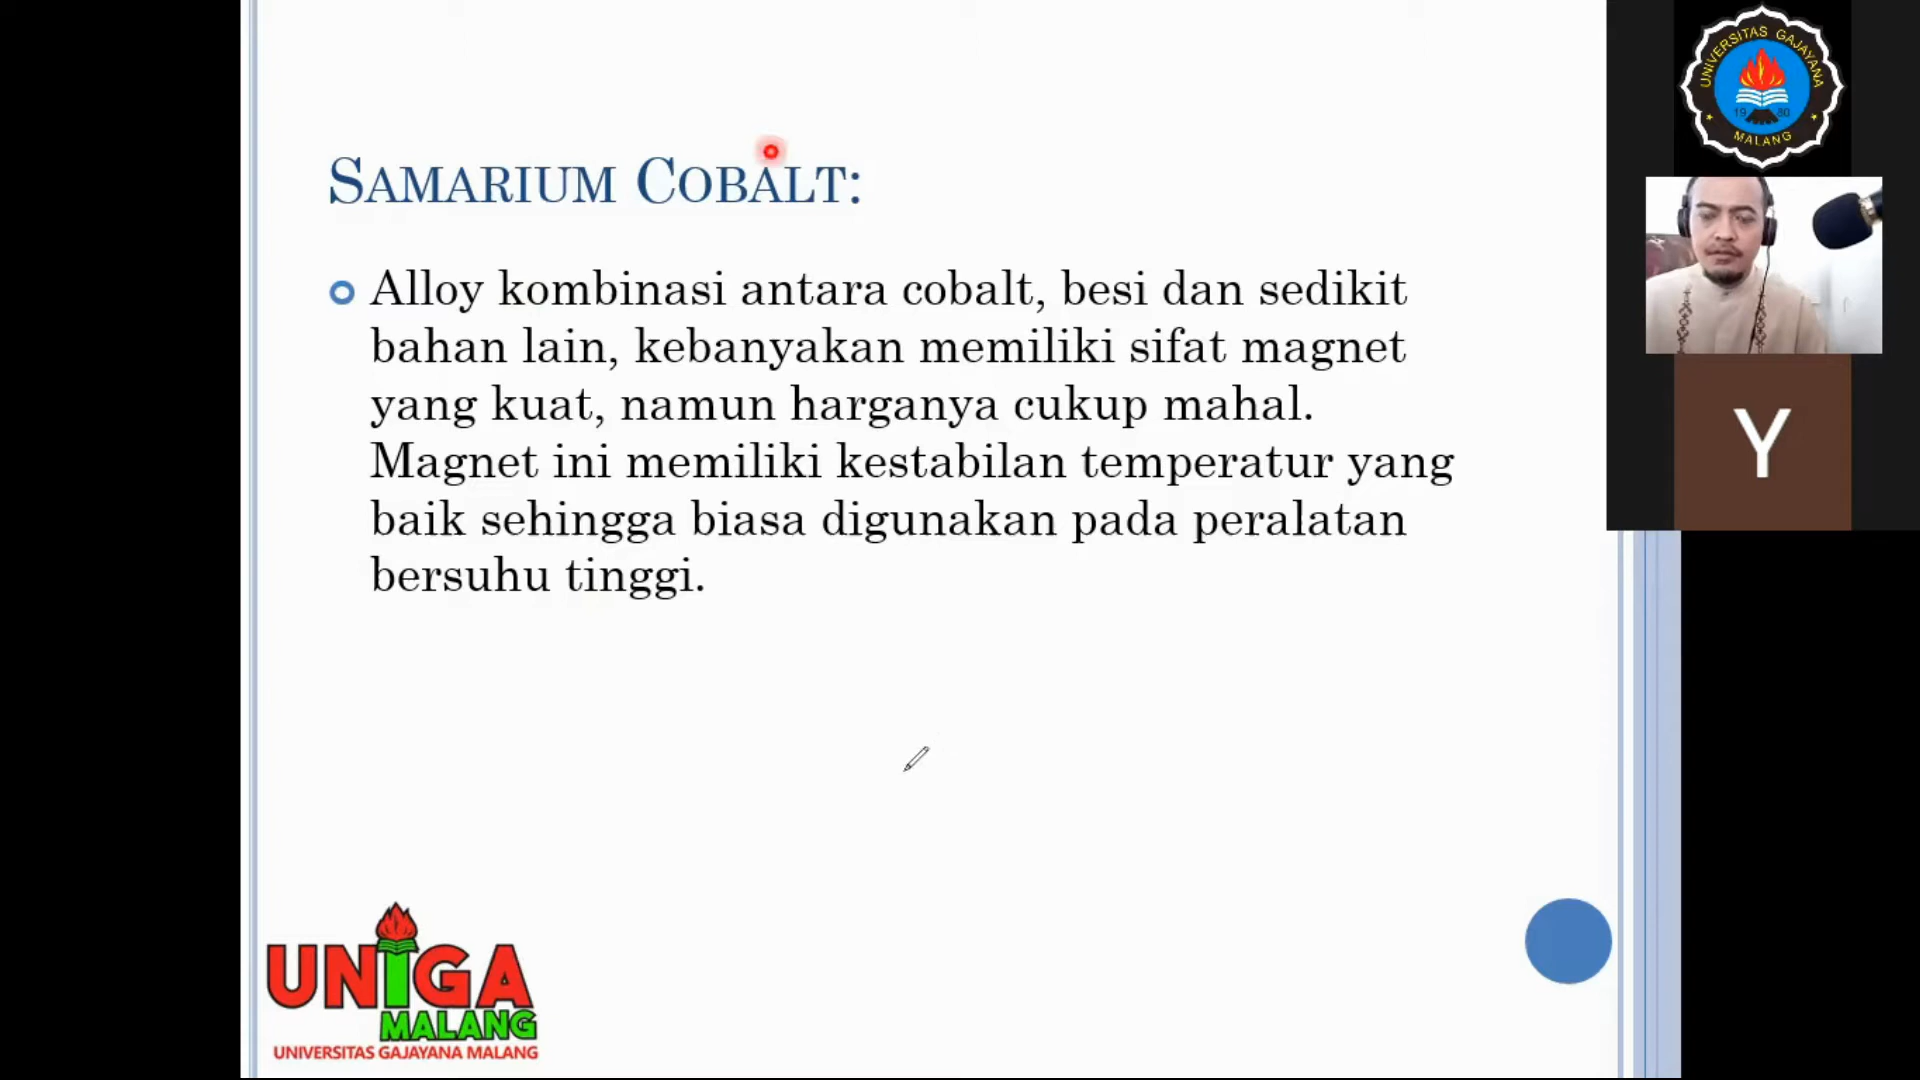 SAMARIUM COBALT:
Alloy kombinasi antara cobalt, besi dan sedikit
bahan lain, kebanyakan memiliki sifat magnet
yang kuat, namun harganya cukup mahal.
Magnet ini memiliki kestabilan temperatur yang
baik sehingga biasa digunakan pada peralatan
bersuhu tinggi.
UNIGA
MALANG
UNIVERSITAS GAJAYANA MALANG
UNIVERSITAS GAJAYANA
19 80
MALANG
Y